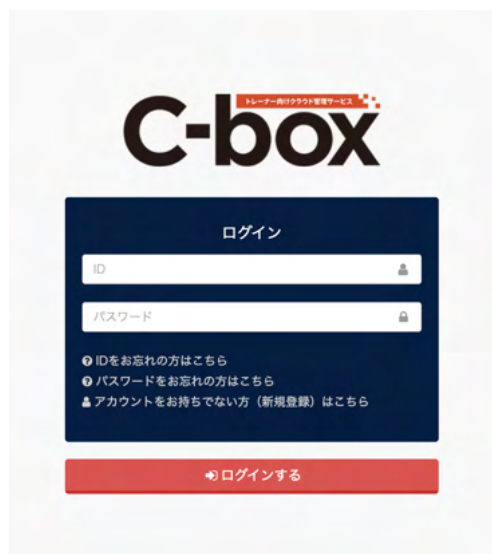 トレーナー向けクラウド管理サービス
C-box
ログイン
ID
パスワード
IDをお忘れの方はこちら
パスワードをお忘れの方はこちら
アカウントをお持ちでない方（新規登録）はこちら
ログインする